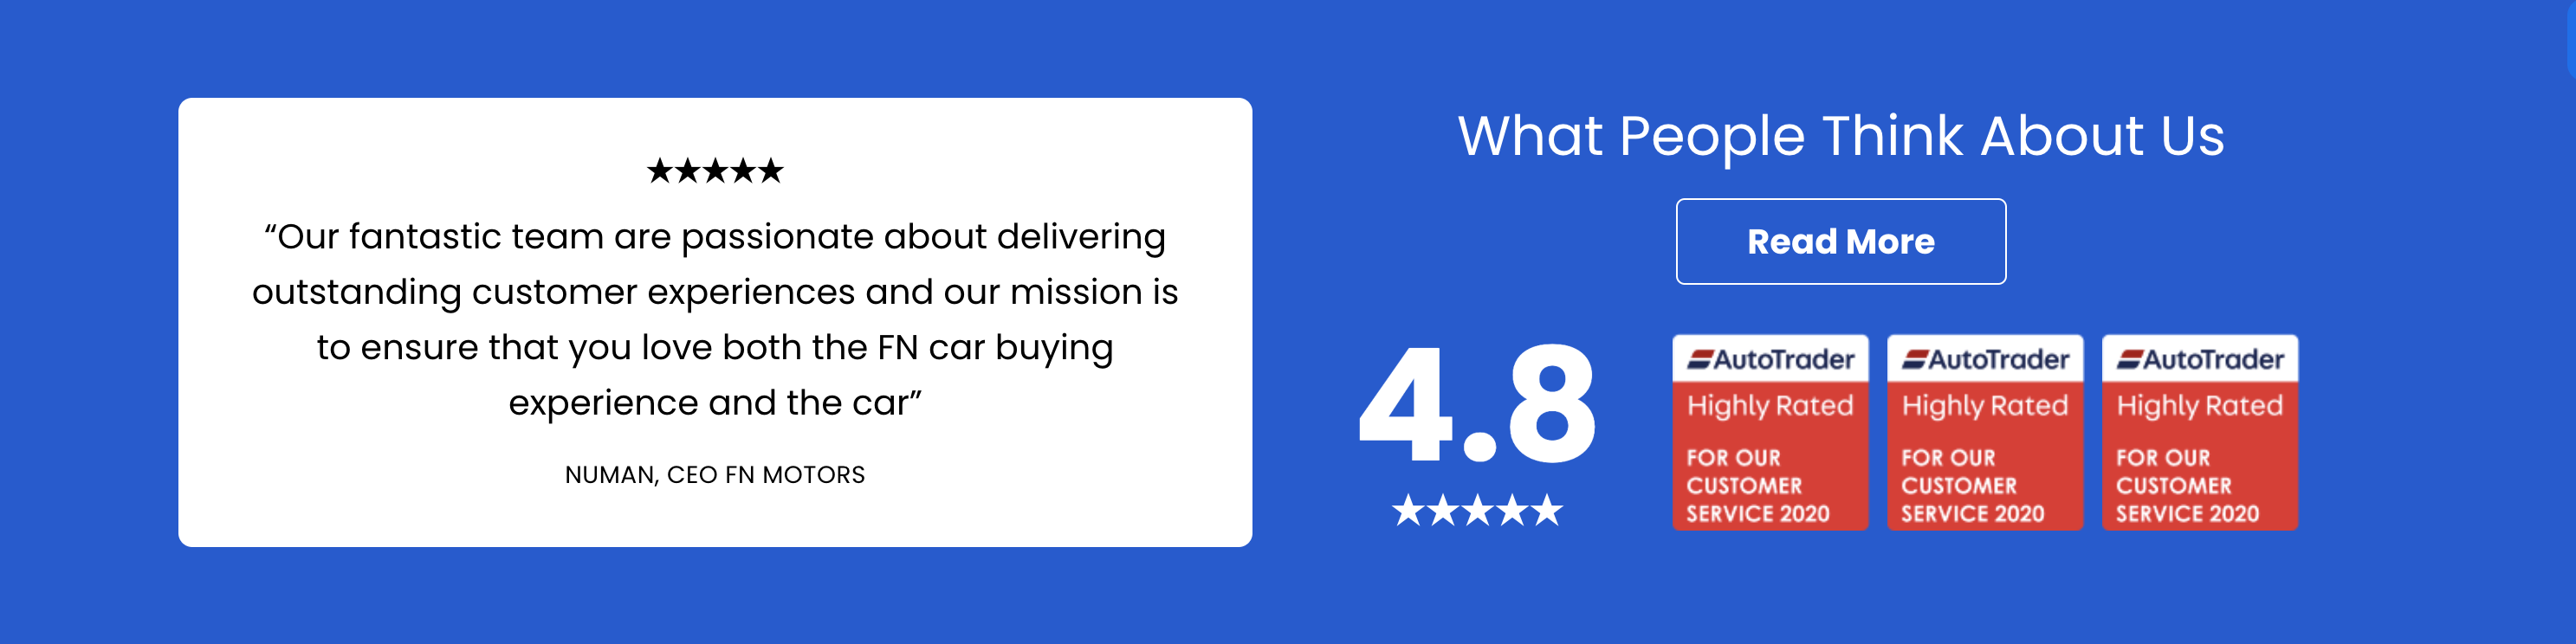 ★★★★★
“Our fantastic team are passionate about delivering
outstanding customer experiences and our mission is
to ensure that you love both the FN car buying
experience and the car”
NUMAN, CEO FN MOTORS
What People Think About Us
Read More
4.8
★★★★★
AutoTrader
Highly Rated
FOR OUR
CUSTOMER
SERVICE 2020
AutoTrader
Highly Rated
FOR OUR
CUSTOMER
SERVICE 2020
AutoTrader
Highly Rated
FOR OUR
CUSTOMER
SERVICE 2020